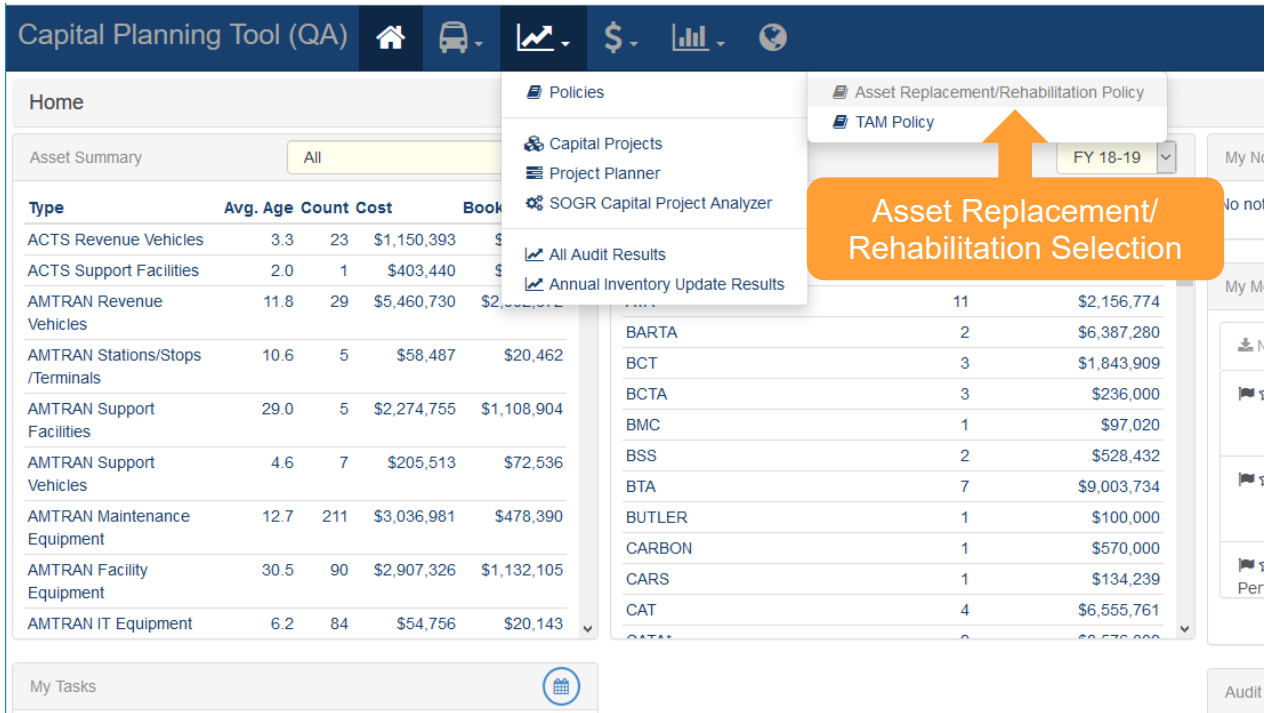 Capital Planning Tool (QA)
Home
Policies
Capital Projects
Project Planner
SOGR Capital Project Analyzer
All Audit Results
Annual Inventory Update Results
Asset Replacement/Rehabilitation Policy
TAM Policy
Asset Replacement/
Rehabilitation Selection
Asset Summary
All
FY 18-19
Type Avg. Age Count Cost Book
ACTS Revenue Vehicles 3.3 23 $1,150,393
ACTS Support Facilities 2.0 1 $403,440
AMTRAN Revenue 11.8 29 $5,460,730
Vehicles
AMTRAN Stations/Stops 10.6 5 $58,487 $20,462
/Terminals
AMTRAN Support 29.0 5 $2,274,755 $1,108,904
Facilities
AMTRAN Support 4.6 7 $205,513 $72,536
Vehicles
AMTRAN Maintenance 12.7 211 $3,036,981 $478,390
Equipment
AMTRAN Facility 30.5 90 $2,907,326 $1,132,105
Equipment
AMTRAN IT Equipment 6.2 84 $54,756 $20,143
11 $2,156,774
BARTA 2 $6,387,280
BCT 3 $1,843,909
BCTA 3 $236,000
BMC 1 $97,020
BSS 2 $528,432
BTA 7 $9,003,734
BUTLER 1 $100,000
CARBON 1 $570,000
CARS 1 $134,239
CAT 4 $6,555,761
My
No not
My
Per
My Tasks
Audit